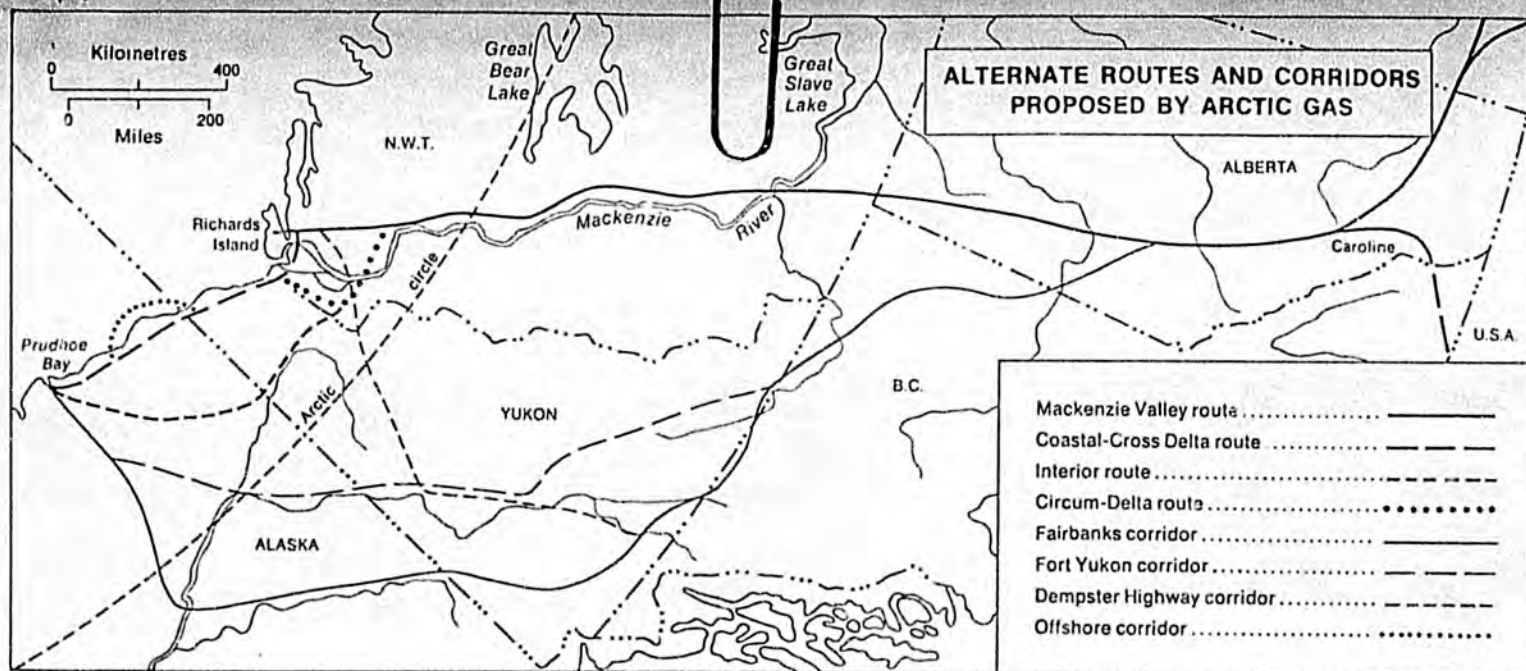 Kilometres
0 400
0 200
Miles
Great
Bear
Lake
Great
Slave
Lake
ALTERNATE ROUTES AND CORRIDORS
PROPOSED BY ARCTIC GAS
N.W.T.
ALBERTA
Richards
Island
Mackenzie
River
Caroline
circle
Prudhoe
Bay
U.S.A.
Arctic
YUKON
B.C.
ALASKA
Mackenzie Valley route
Coastal-Cross Delta route
Interior route
Circum-Delta route
Fairbanks corridor
Fort Yukon corridor
Dempster Highway corridor
Offshore corridor